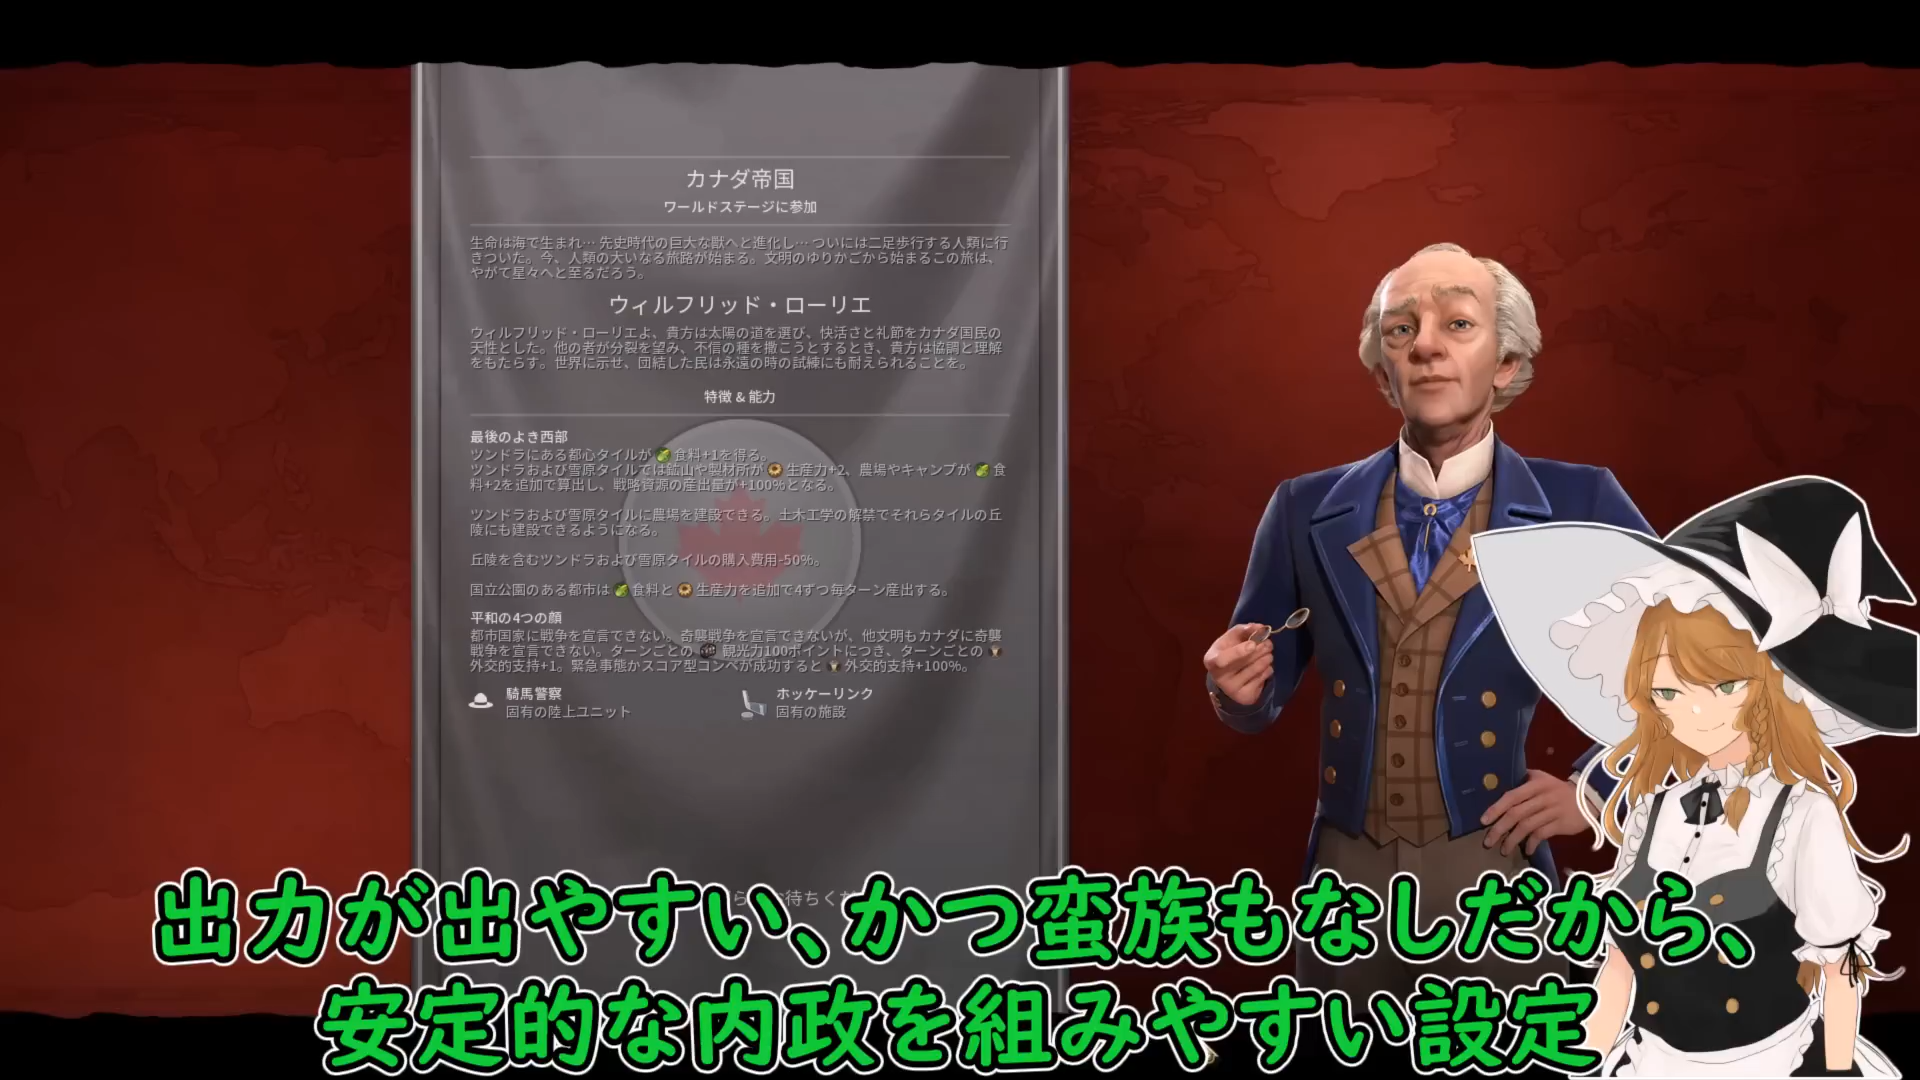 カナダ帝国
ワールドステージに参加
生命は海で生まれ… 先史時代の巨大な獣へと進化し… ついには二足歩行する人類に行
きついた。今、人類の大いなる旅路が始まる。文明のゆりかごから始まるこの旅は、
やがて星々へと至るだろう。
ウィルフリッド・ローリエ
ウィルフリッド・ローリエよ、貴方は太陽の道を選び、快活さと礼節をカナダ国民の
天性とした。他の者が分裂を望み、不信の種を撒こうとするとき、貴方は協調と理解
をもたらす。世界に示せ、団結した民は永遠の時の試練にも耐えられることを。
特徴 & 能力
最後のよき西部
ツンドラにある都心タイルが 食料+1を得る。
ツンドラおよび雪原タイルでは鉱山や製材所が 生産力+2、農場やキャンプが 食
料+2を追加で算出し、戦略資源の産出量が+100%となる。
ツンドラおよび雪原タイルに農場を建設できる。土木工学の解禁でそれらタイルの丘
陵にも建設できるようになる。
丘陵を含むツンドラおよび雪原タイルの購入費用-50%。
国立公園のある都市は 食料と 生産力を追加で4ずつ毎ターン産出する。
平和の4つの顔
都市国家に戦争を宣言できない。奇襲戦争を宣言できないが、他文明もカナダに奇襲
戦争を宣言できない。ターンごとの 観光力100ポイントにつき、ターンごとの
外交的支持+1。緊急事態かスコア型コンペが成功すると 外交的支持+100%。
騎馬警察
固有の陸上ユニット
ホッケーリンク
固有の施設
出力が出やすい、かつ蛮族もなしだから、
安定的な内政を組みやすい設定